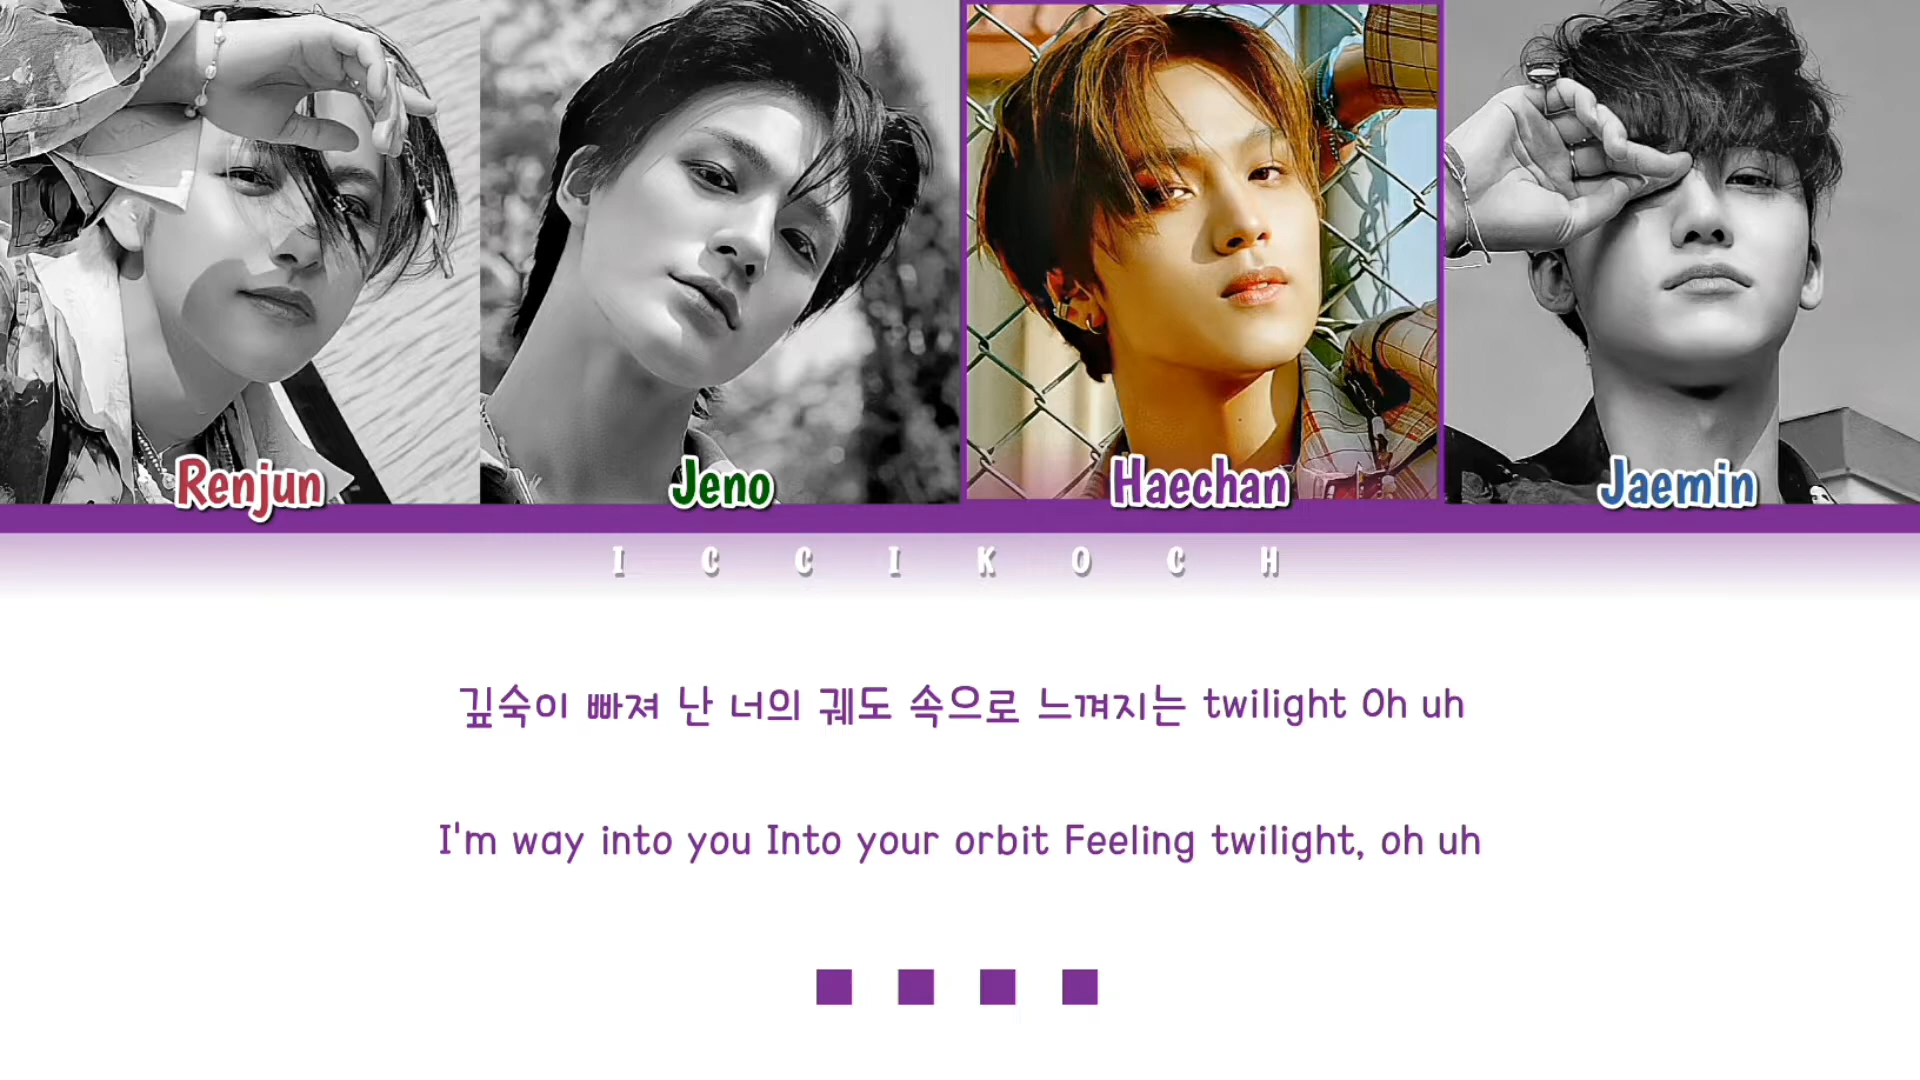 Renjun
Jeno
Haechan
Jaemin
I C C I K O C H
깊숙이 빠져 난 너의 궤도 속으로 느껴지는 twilight Oh uh
I'm way into you Into your orbit Feeling twilight, oh uh